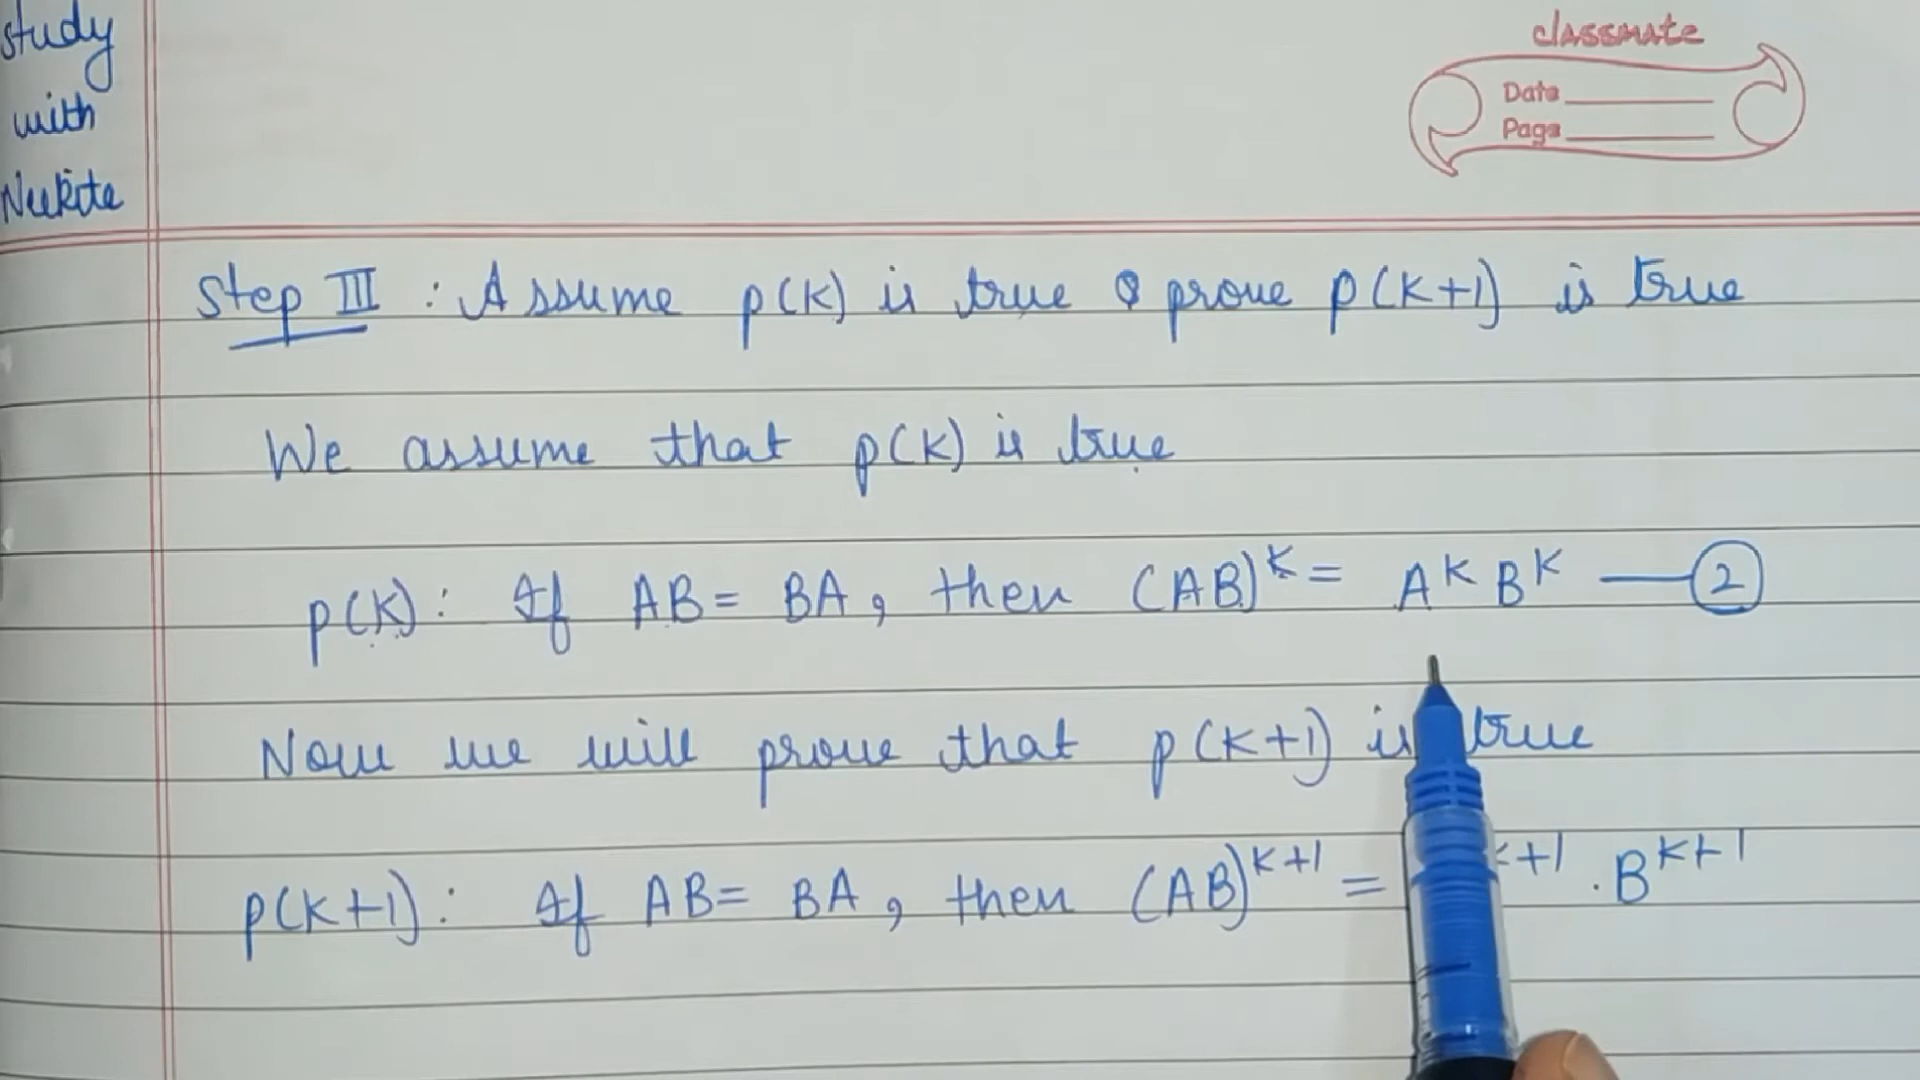 study
with
classmate
Date
Page
Step III : Assume p(K) is true & prove p(K+1) is true
We assume that p(K) is true
p(K): If AB = BA, then (AB)^K = A^K B^K — ②
Now we will prove that p(K+1) is true
p(K+1): If AB = BA, then (AB)^K+1 = K+1 . B^K+1